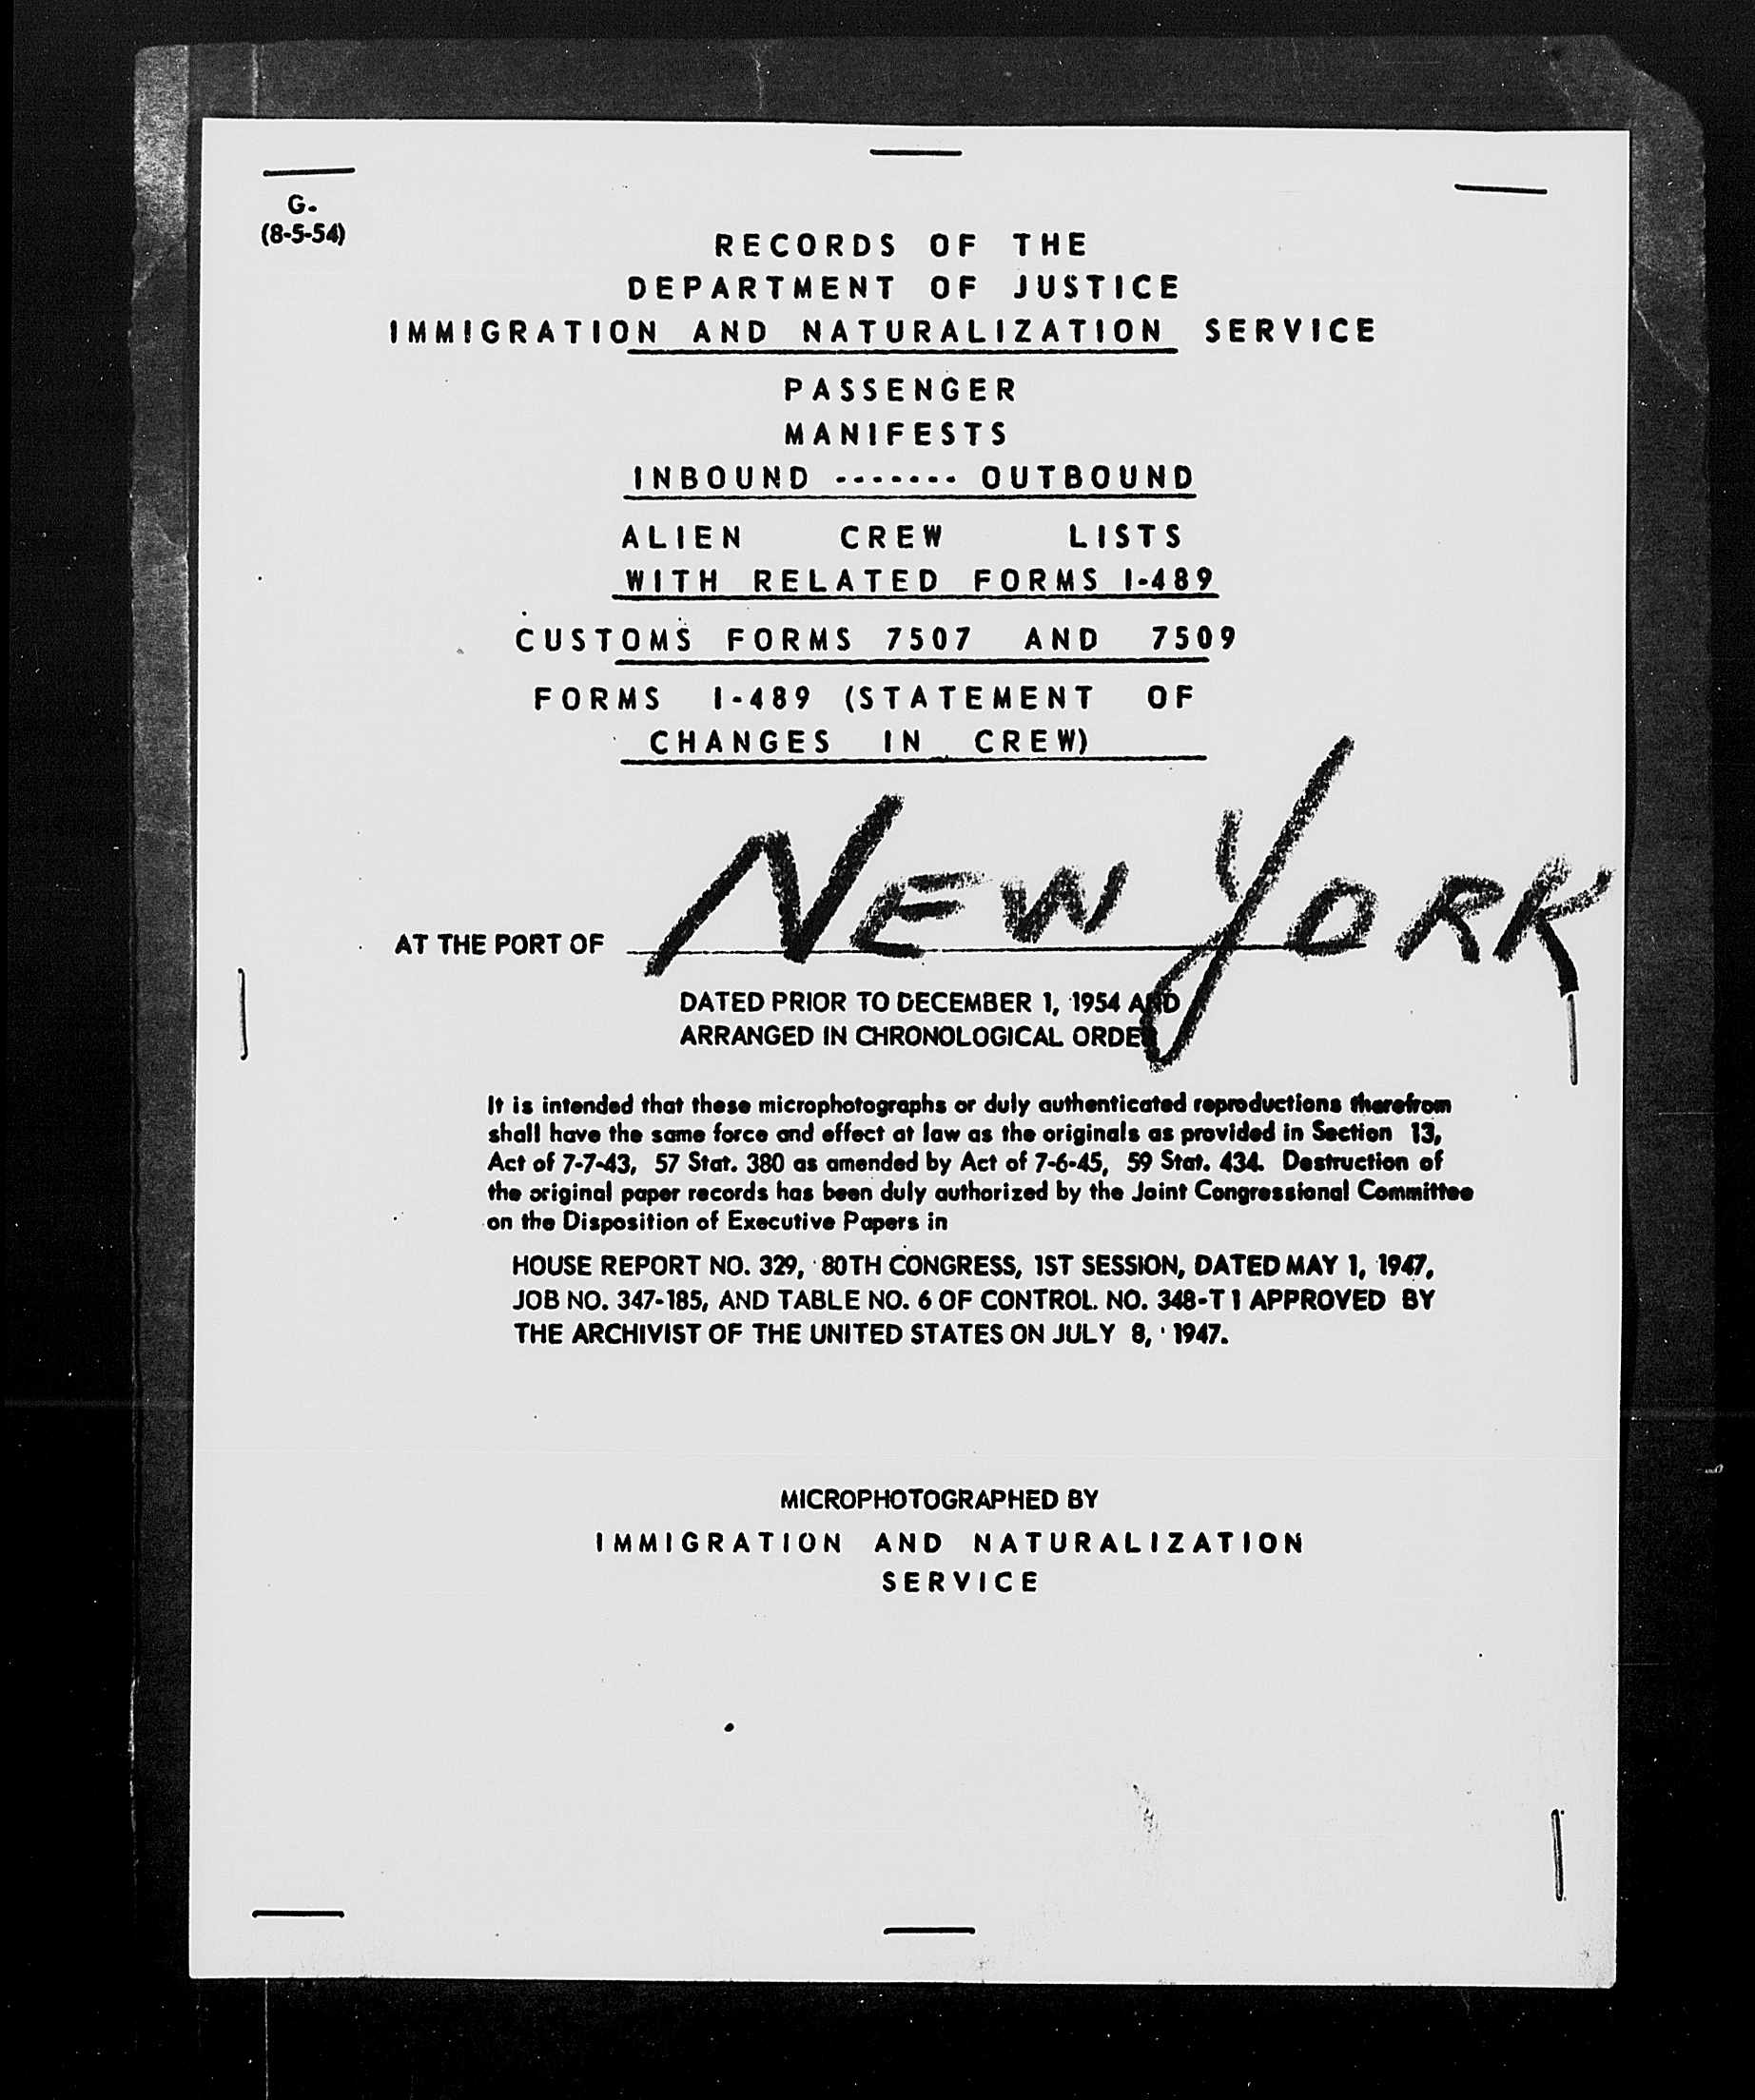 G.
(8-5-54)
RECORDS OF THE
DEPARTMENT OF JUSTICE
IMMIGRATION AND NATURALIZATION SERVICE
PASSENGER
MANIFESTS
INBOUND ------- OUTBOUND
ALIEN CREW LISTS
WITH RELATED FORMS I-489
CUSTOMS FORMS 7507 AND 7509
FORMS I-489 (STATEMENT OF
CHANGES IN CREW)
AT THE PORT OF NEW YORK
DATED PRIOR TO DECEMBER 1, 1954 AND
ARRANGED IN CHRONOLOGICAL ORDER
It is intended that these microphotographs or duly authenticated reproductions therefrom
shall have the same force and effect at law as the originals as provided in Section 13,
Act of 7-7-43, 57 Stat. 380 as amended by Act of 7-6-45, 59 Stat. 434. Destruction of
the original paper records has been duly authorized by the Joint Congressional Committee
on the Disposition of Executive Papers in
HOUSE REPORT NO. 329, 80TH CONGRESS, 1ST SESSION, DATED MAY 1, 1947,
JOB NO. 347-185, AND TABLE NO. 6 OF CONTROL NO. 348-T1 APPROVED BY
THE ARCHIVIST OF THE UNITED STATES ON JULY 8, 1947.
MICROPHOTOGRAPHED BY
IMMIGRATION AND NATURALIZATION
SERVICE